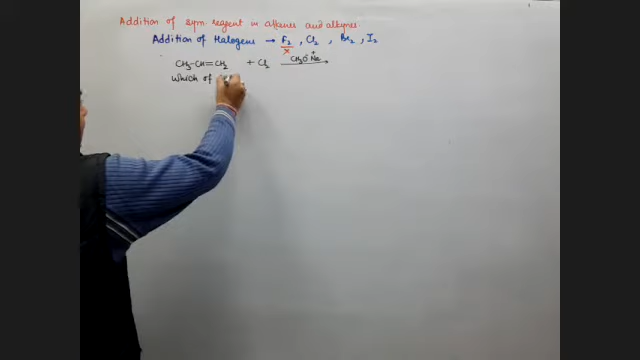 Addition of sym. reagent in alkenes and alkynes.
Addition of Halogens → F₂, Cl₂, Br₂, I₂
x
CH₃-CH=CH₂ + Cl₂ CH₃O⁻Na⁺ →
which of